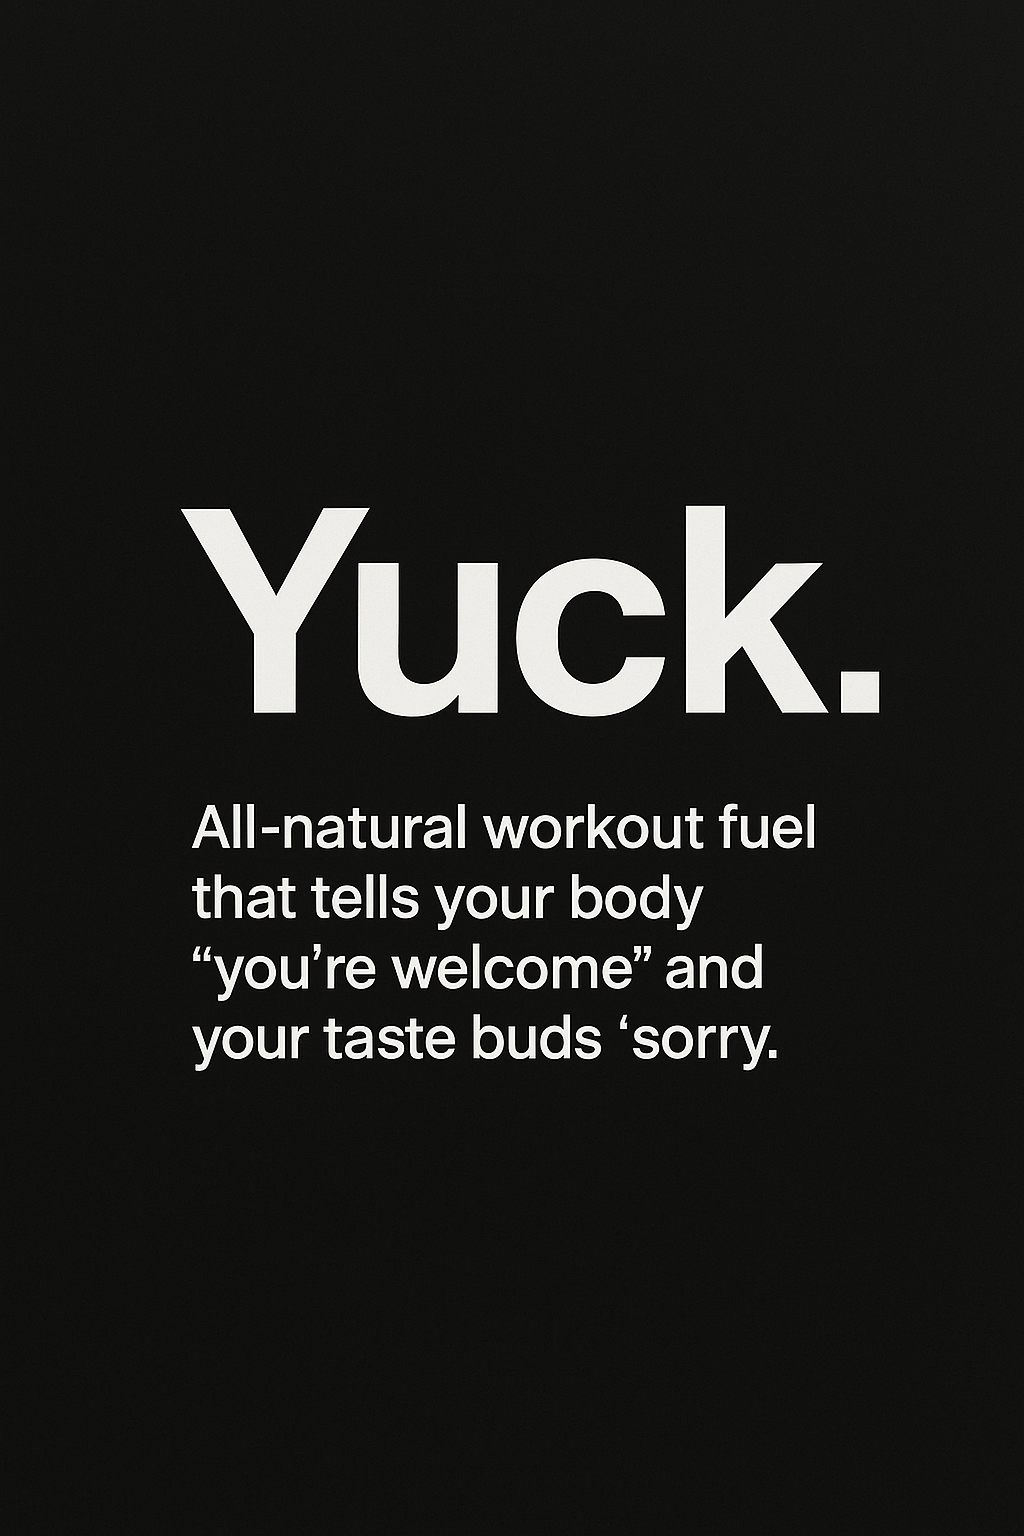 Yuck.
All-natural workout fuel
that tells your body
“you’re welcome” and
your taste buds ‘sorry.